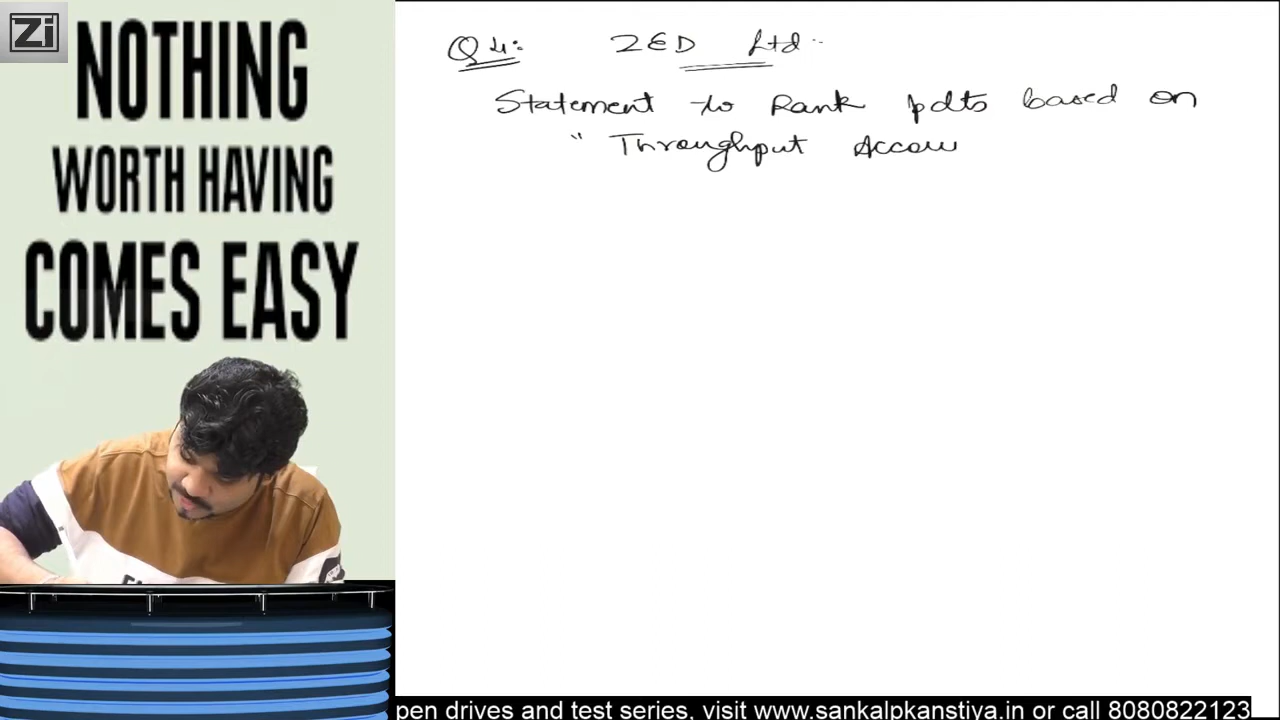 Zi
NOTHING
WORTH HAVING
COMES EASY
Q 4:
ZED Ltd.
Statement to Rank pdts based on
" Throughput Accou
pen drives and test series, visit www.sankalpkanstiya.in or call 8080822123